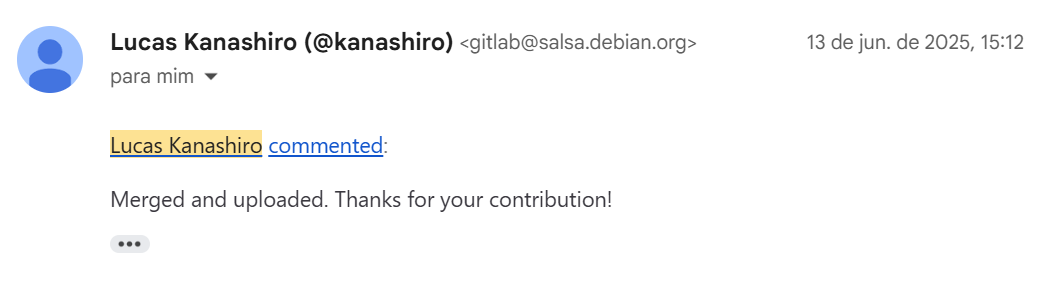 Lucas Kanashiro (@kanashiro) <gitlab@salsa.debian.org> 13 de jun. de 2025, 15:12
para mim
Lucas Kanashiro commented:
Merged and uploaded. Thanks for your contribution!